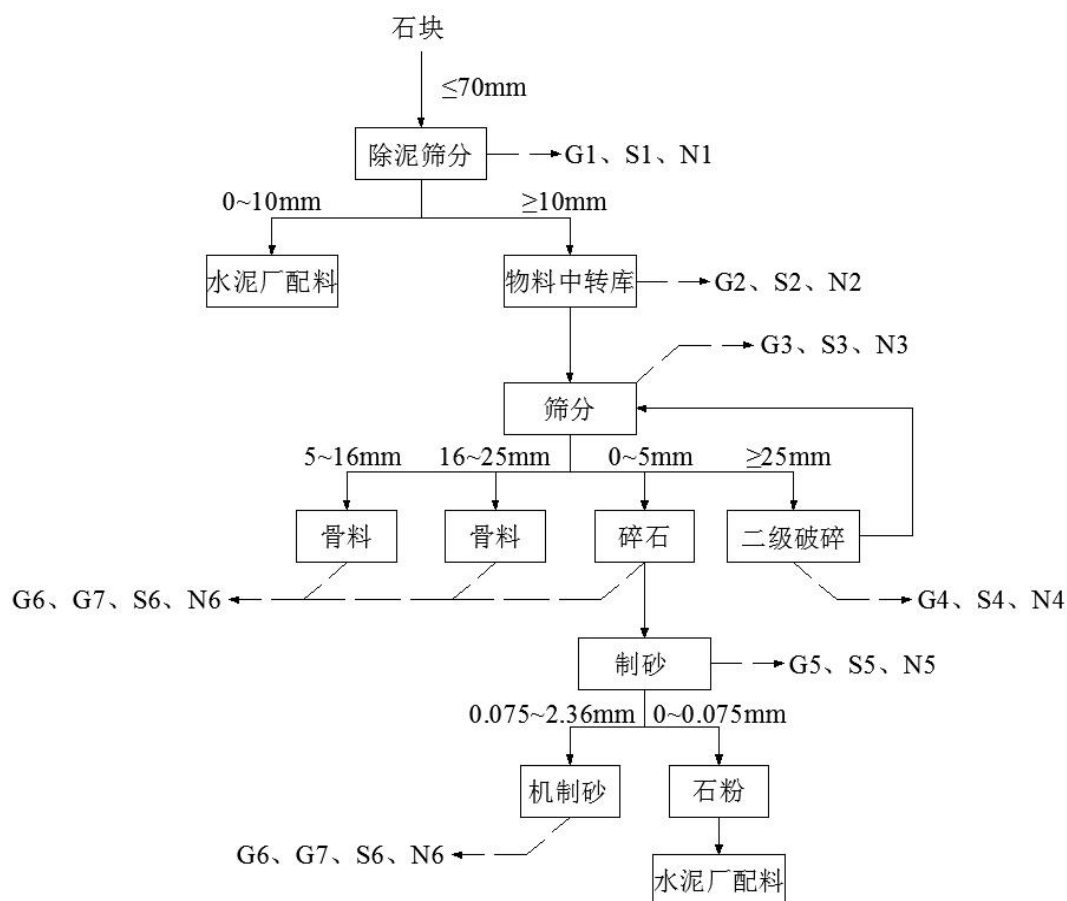 石块
≤70mm
除泥筛分
G1、S1、N1
0~10mm
≥10mm
水泥厂配料
物料中转库
G2、S2、N2
G3、S3、N3
筛分
5~16mm
16~25mm
0~5mm
≥25mm
骨料
骨料
碎石
二级破碎
G6、G7、S6、N6
G4、S4、N4
制砂
G5、S5、N5
0.075~2.36mm
0~0.075mm
机制砂
石粉
G6、G7、S6、N6
水泥厂配料